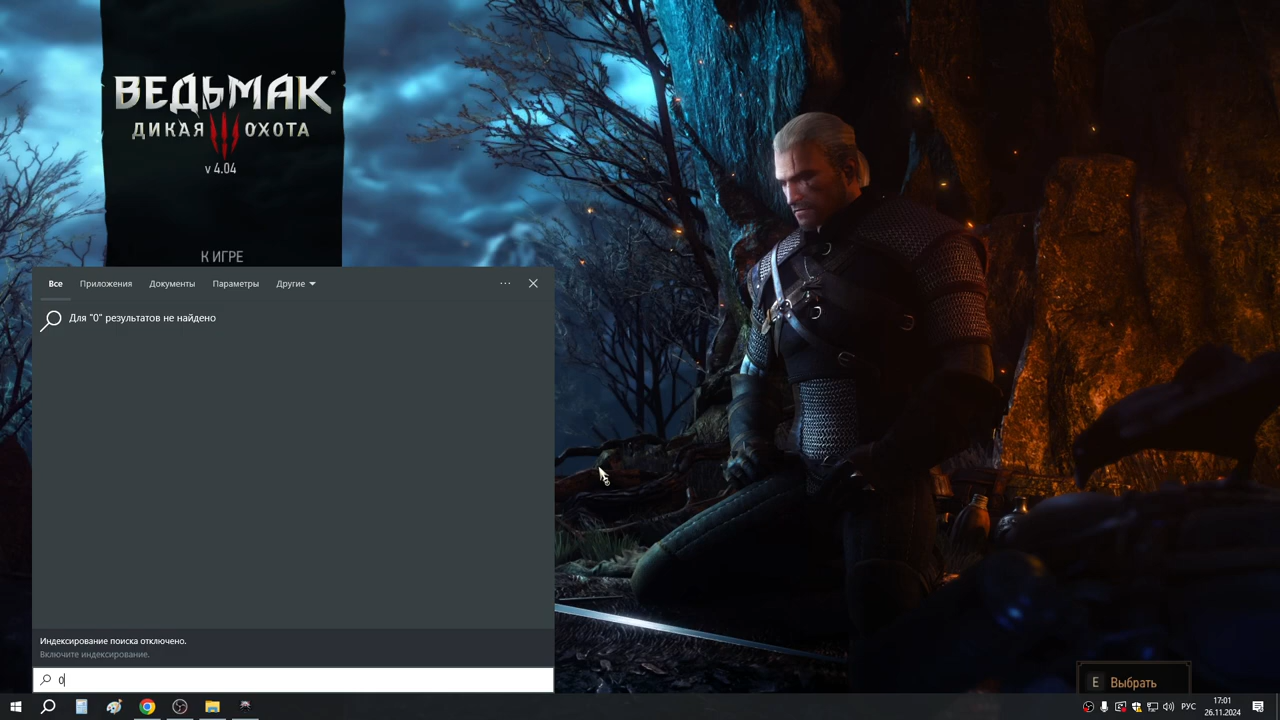 ВЕДЬМАК
ДИКАЯ III ОХОТА
v 4.04
К ИГРЕ
Все Приложения Документы Параметры Другие
Для "0" результатов не найдено
Индексирование поиска отключено.
Включите индексирование.
0
E Выбрать
РУС
17:01
26.11.2024